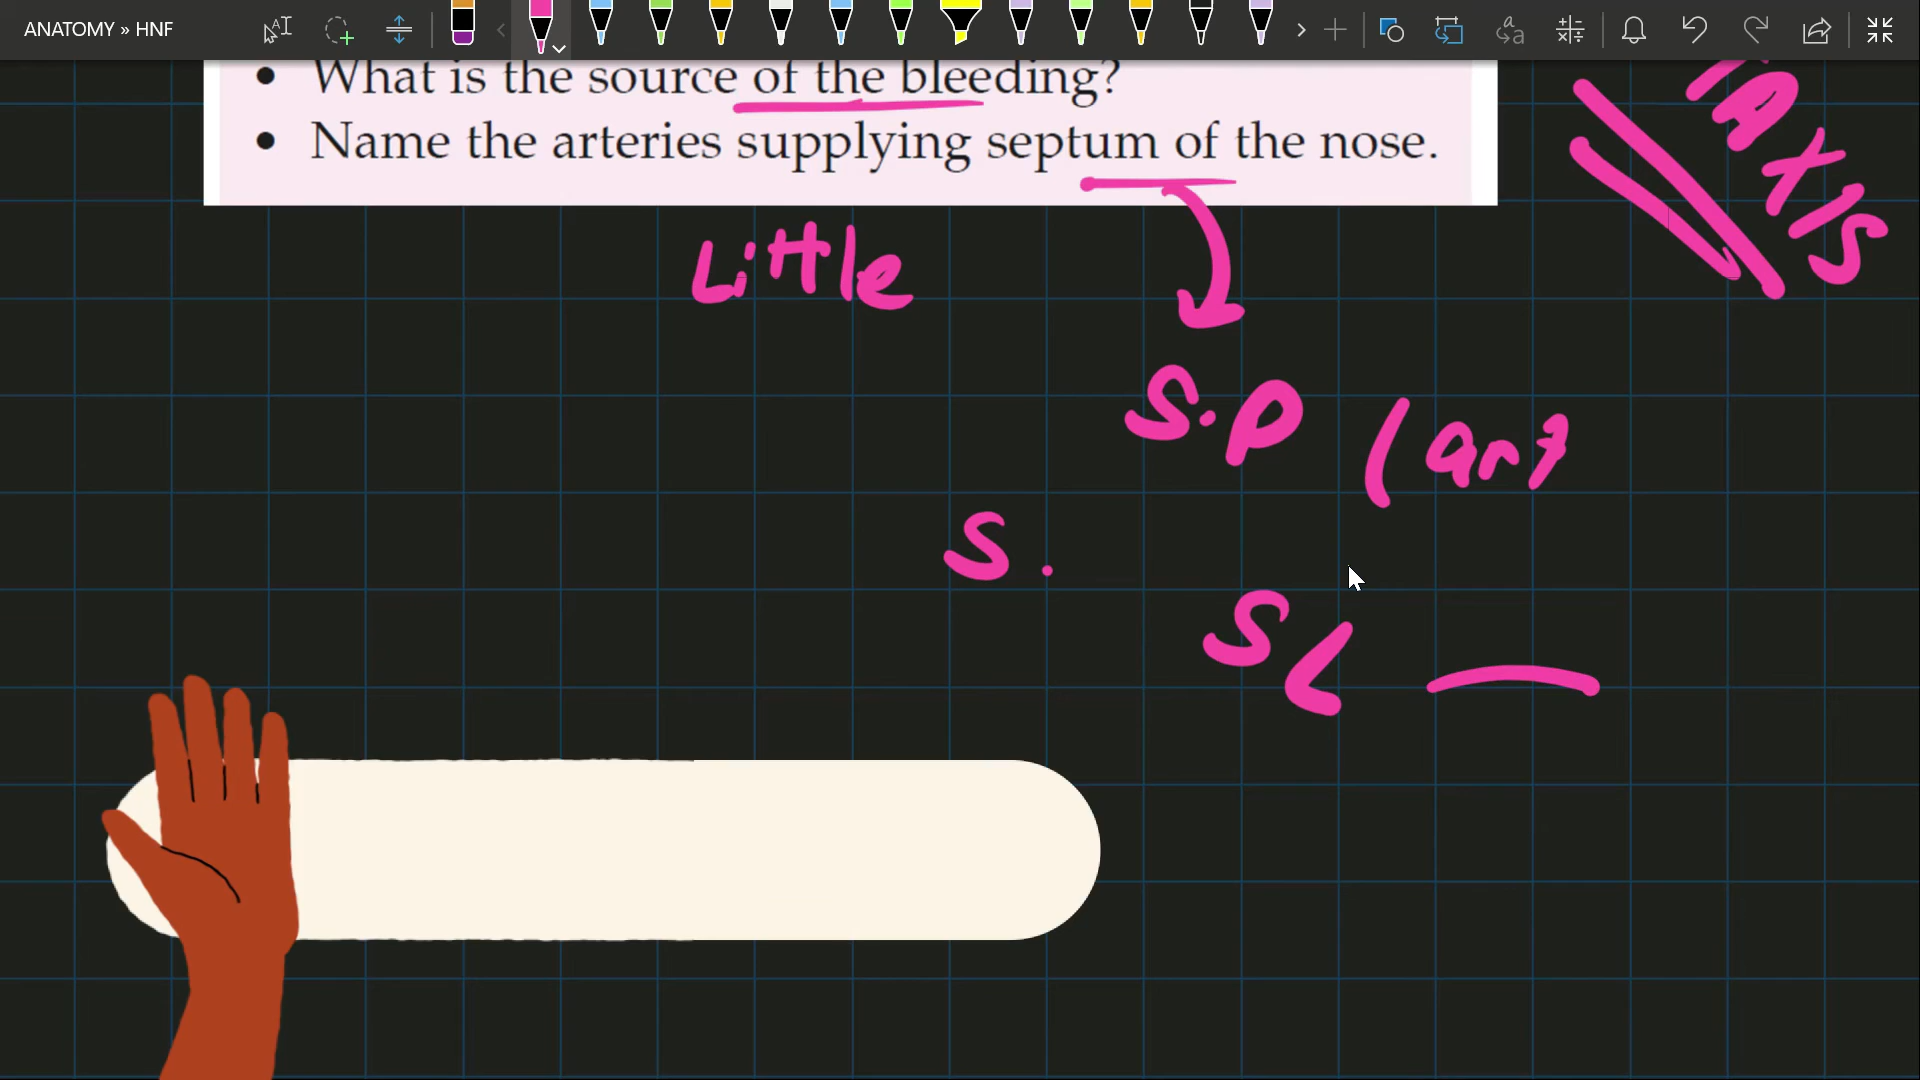 ANATOMY » HNF
• What is the source of the bleeding?
• Name the arteries supplying septum of the nose.
AXIS
Little
S.P (art
S.
SL —